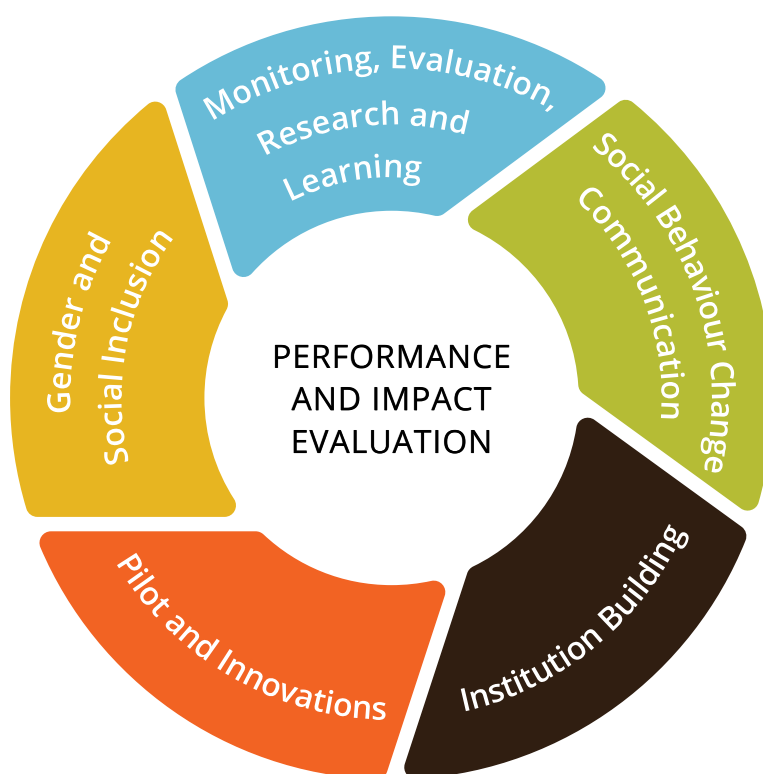 Monitoring, Evaluation,
Research and
Learning
Social Behaviour Change
Communication
Institution Building
Pilot and Innovations
Gender and
Social Inclusion
PERFORMANCE
AND IMPACT
EVALUATION